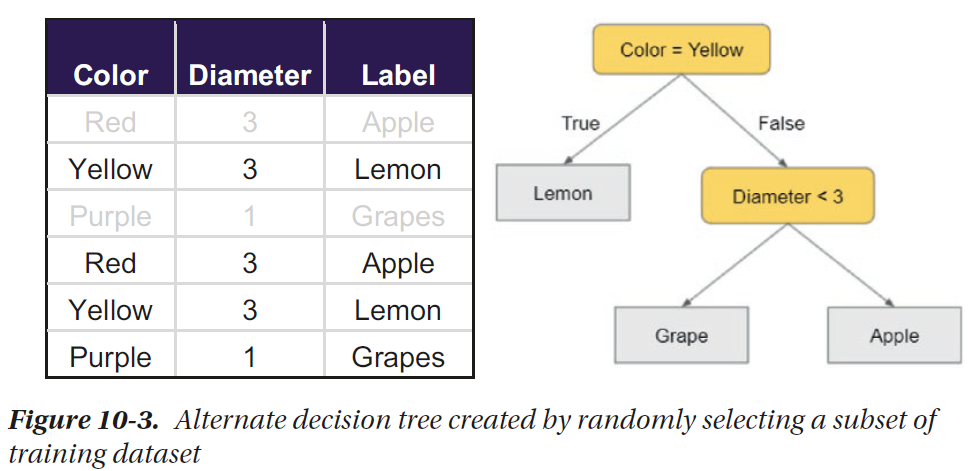 Color Diameter Label
Red 3 Apple
Yellow 3 Lemon
Purple 1 Grapes
Red 3 Apple
Yellow 3 Lemon
Purple 1 Grapes
Color = Yellow
True False
Lemon
Diameter < 3
Grape Apple
Figure 10-3. Alternate decision tree created by randomly selecting a subset of
training dataset